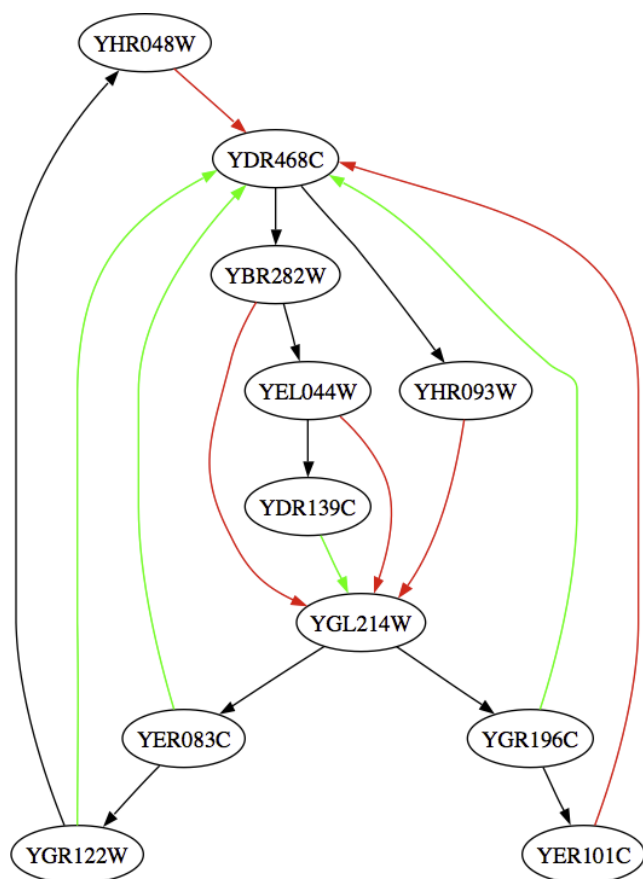 YHR048W
YDR468C
YBR282W
YEL044W YHR093W
YDR139C
YGL214W
YER083C YGR196C
YGR122W YER101C